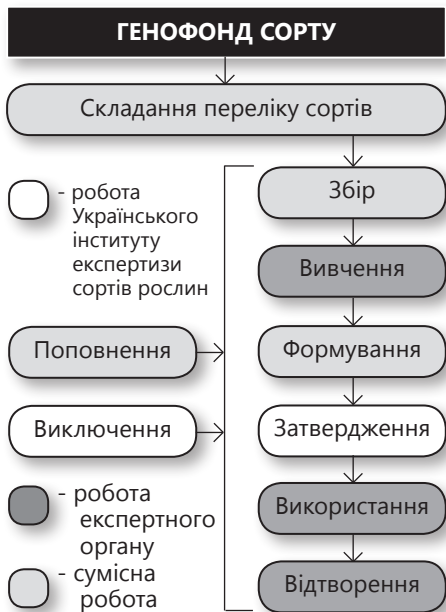 ГЕНОФОНД СОРТУ
Складання переліку сортів
- робота
Українського
інституту
експертизи
сортів рослин
Збір
Вивчення
Поповнення
Формування
Виключення
Затвердження
- робота
експертного
органу
Використання
- сумісна
робота
Відтворення